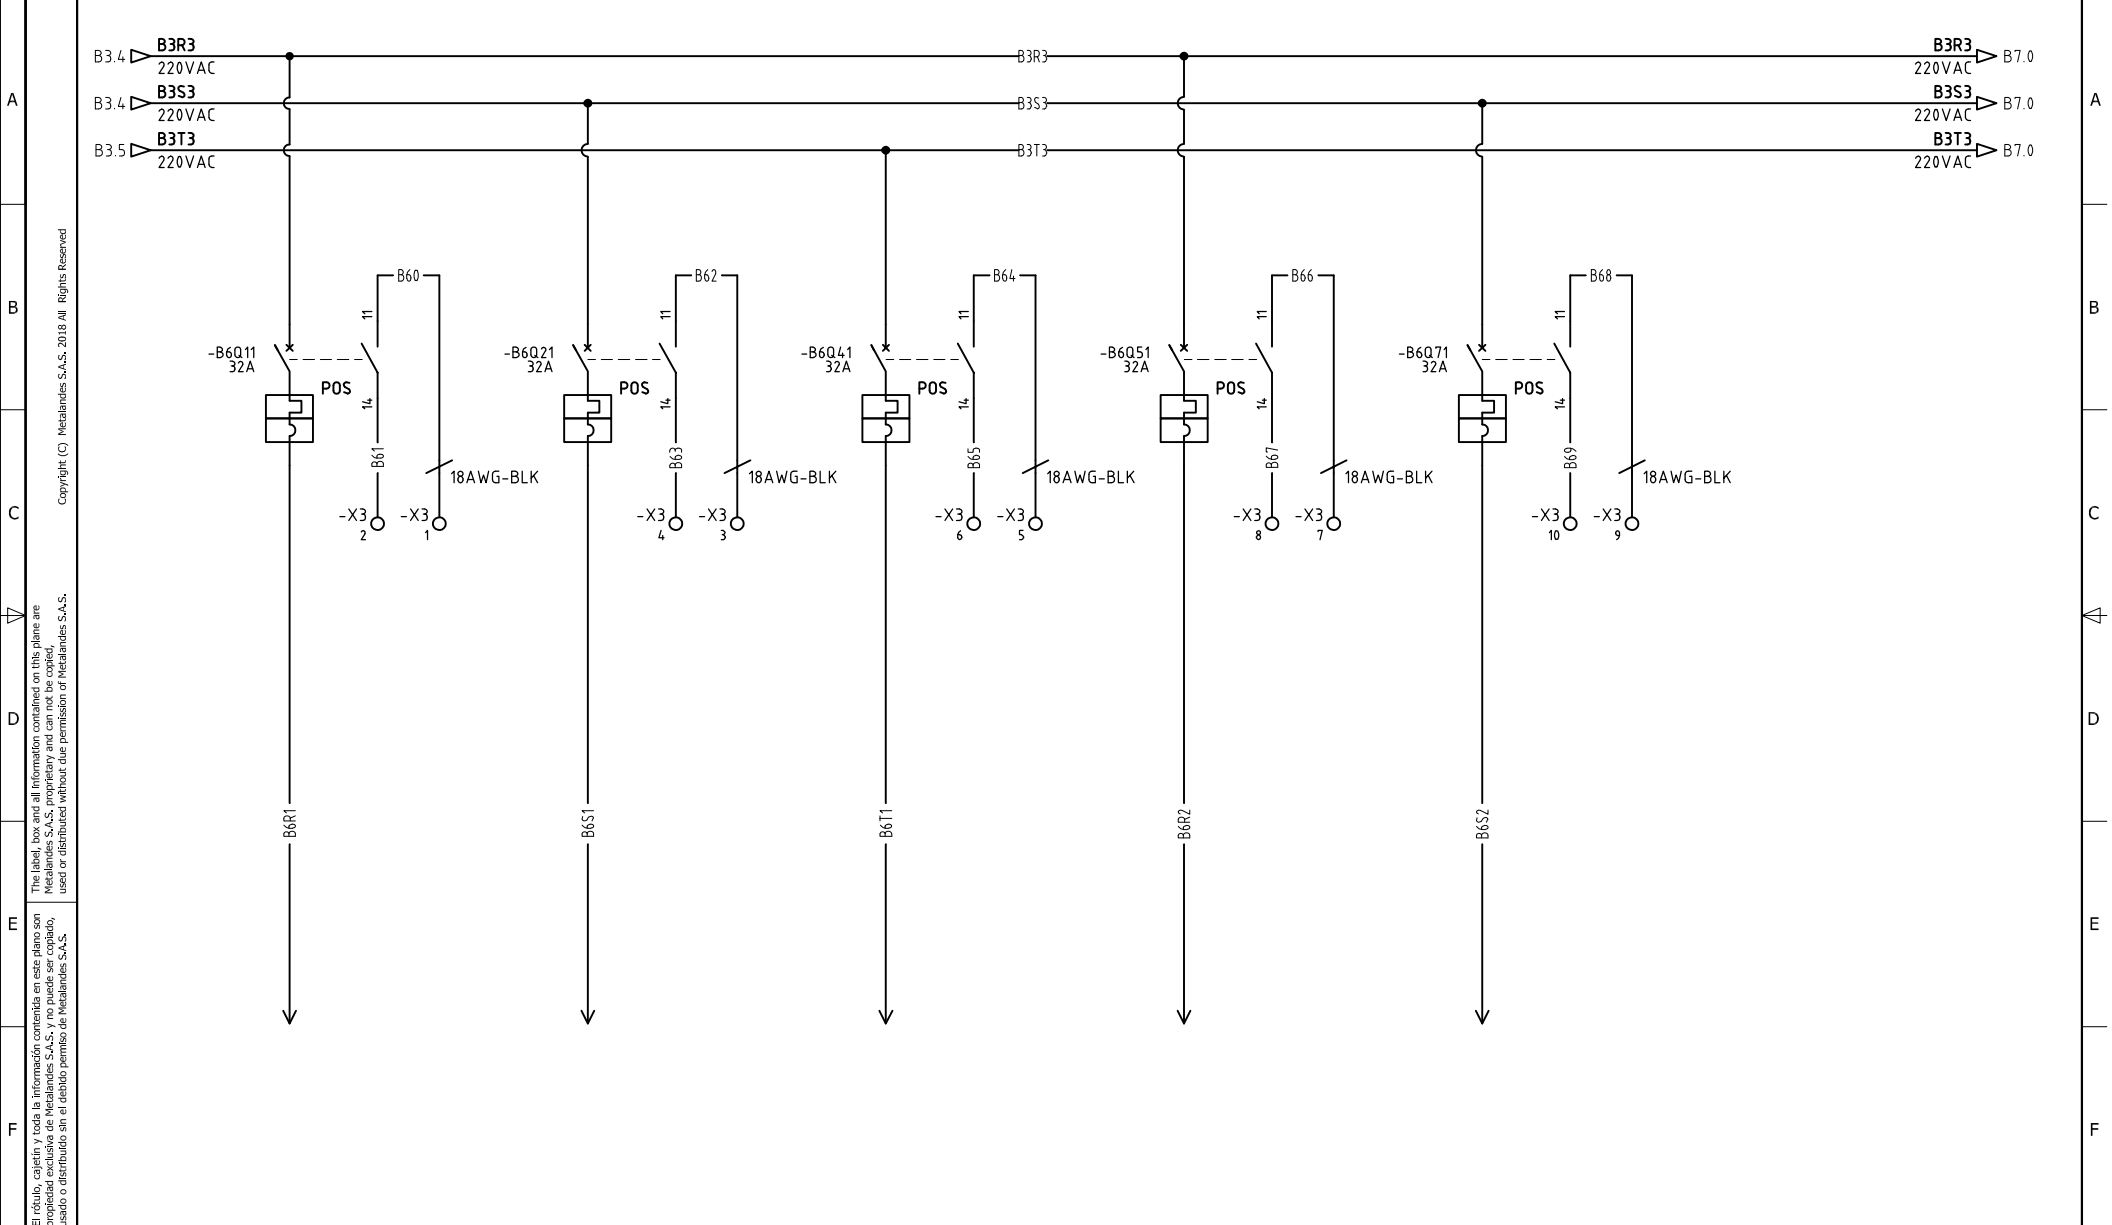 B3.4 B3R3 B3R3 B3R3 B7.0
220VAC 220VAC
A B3.4 B3S3 B3S3 B3S3 B7.0 A
220VAC 220VAC
B3.5 B3T3 B3T3 B3T3 B7.0
220VAC 220VAC
B60 B62 B64 B66 B68
B 11 11 11 11 11 B
-B6Q11 -B6Q21 -B6Q41 -B6Q51 -B6Q71
32A 32A 32A 32A 32A
POS POS POS POS POS
14 14 14 14 14
B61 B63 B65 B67 B69
18AWG-BLK 18AWG-BLK 18AWG-BLK 18AWG-BLK 18AWG-BLK
C -X3 -X3 -X3 -X3 -X3 -X3 -X3 -X3 -X3 -X3 C
2 1 4 3 6 5 8 7 10 9
D D
B6R1 B6S1 B6T1 B6R2 B6S2
E E
F F
Copyright (C) Metalandes S.A.S. 2018 All Rights Reserved
The label, box and all information contained on this plane are
Metalandes S.A.S. proprietary and can not be copied,
used or distributed without due permission of Metalandes S.A.S.
El rótulo, cajetín y toda la información contenida en este plano son
propiedad exclusiva de Metalandes S.A.S. y no puede ser copiado,
usado o distribuido sin el debido permiso de Metalandes S.A.S.